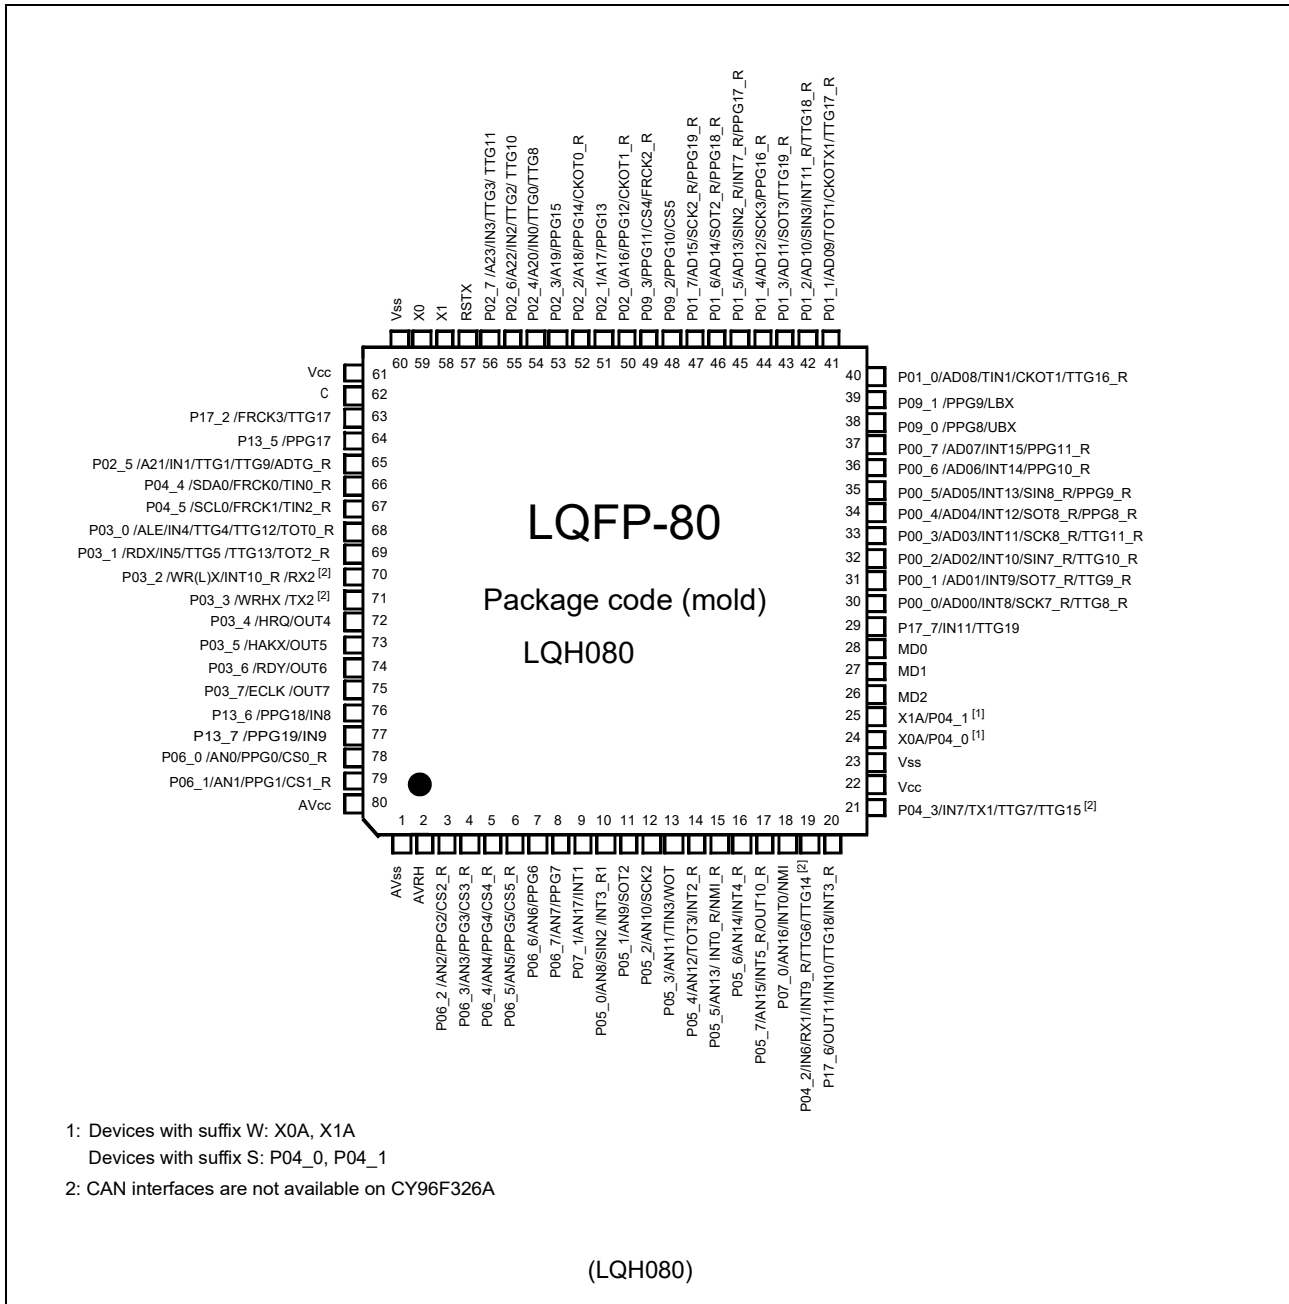 P02_7 /A23/IN3/TTG3/ TTG11
P02_6/A22/IN2/TTG2/ TTG10
P02_4/A20/IN0/TTG0/TTG8
P02_3/A19/PPG15
P02_2/A18/PPG14/CKOT0_R
P02_1/A17/PPG13
P02_0/A16/PPG12/CKOT1_R
P09_3/PPG11/CS4/FRCK2_R
P09_2/PPG10/CS5
P01_7/AD15/SCK2_R/PPG19_R
P01_6/AD14/SOT2_R/PPG18_R
P01_5/AD13/SIN2_R/INT7_R/PPG17_R
P01_4/AD12/SCK3/PPG16_R
P01_3/AD11/SOT3/TTG19_R
P01_2/AD10/SIN3/INT11_R/TTG18_R
P01_1/AD09/TOT1/CKOTX1/TTG17_R
Vss
X0
X1
RSTX
60 59 58 57 56 55 54 53 52 51 50 49 48 47 46 45 44 43 42 41
Vcc 61
C 62
P17_2 /FRCK3/TTG17 63
P13_5 /PPG17 64
P02_5 /A21/IN1/TTG1/TTG9/ADTG_R 65
P04_4 /SDA0/FRCK0/TIN0_R 66
P04_5 /SCL0/FRCK1/TIN2_R 67
P03_0 /ALE/IN4/TTG4/TTG12/TOT0_R 68
P03_1 /RDX/IN5/TTG5 /TTG13/TOT2_R 69
P03_2 /WR(L)X/INT10_R /RX2 [2] 70
P03_3 /WRHX /TX2 [2] 71
P03_4 /HRQ/OUT4 72
P03_5 /HAKX/OUT5 73
P03_6 /RDY/OUT6 74
P03_7/ECLK /OUT7 75
P13_6 /PPG18/IN8 76
P13_7 /PPG19/IN9 77
P06_0 /AN0/PPG0/CS0_R 78
P06_1/AN1/PPG1/CS1_R 79
AVcc 80
LQFP-80
Package code (mold)
LQH080
40 P01_0/AD08/TIN1/CKOT1/TTG16_R
39 P09_1 /PPG9/LBX
38 P09_0 /PPG8/UBX
37 P00_7 /AD07/INT15/PPG11_R
36 P00_6 /AD06/INT14/PPG10_R
35 P00_5/AD05/INT13/SIN8_R/PPG9_R
34 P00_4/AD04/INT12/SOT8_R/PPG8_R
33 P00_3/AD03/INT11/SCK8_R/TTG11_R
32 P00_2/AD02/INT10/SIN7_R/TTG10_R
31 P00_1 /AD01/INT9/SOT7_R/TTG9_R
30 P00_0/AD00/INT8/SCK7_R/TTG8_R
29 P17_7/IN11/TTG19
28 MD0
27 MD1
26 MD2
25 X1A/P04_1 [1]
24 X0A/P04_0 [1]
23 Vss
22 Vcc
21 P04_3/IN7/TX1/TTG7/TTG15 [2]
1 2 3 4 5 6 7 8 9 10 11 12 13 14 15 16 17 18 19 20
AVss
AVRH
P06_2 /AN2/PPG2/CS2_R
P06_3/AN3/PPG3/CS3_R
P06_4/AN4/PPG4/CS4_R
P06_5/AN5/PPG5/CS5_R
P06_6/AN6/PPG6
P06_7/AN7/PPG7
P07_1/AN17/INT1
P05_0/AN8/SIN2 /INT3_R1
P05_1/AN9/SOT2
P05_2/AN10/SCK2
P05_3/AN11/TIN3/WOT
P05_4/AN12/TOT3/INT2_R
P05_5/AN13/ INT0_R/NMI_R
P05_6/AN14/INT4_R
P05_7/AN15/INT5_R/OUT10_R
P07_0/AN16/INT0/NMI
P04_2/IN6/RX1/INT9_R/TTG6/TTG14 [2]
P17_6/OUT11/IN10/TTG18/INT3_R
1: Devices with suffix W: X0A, X1A
Devices with suffix S: P04_0, P04_1
2: CAN interfaces are not available on CY96F326A
(LQH080)